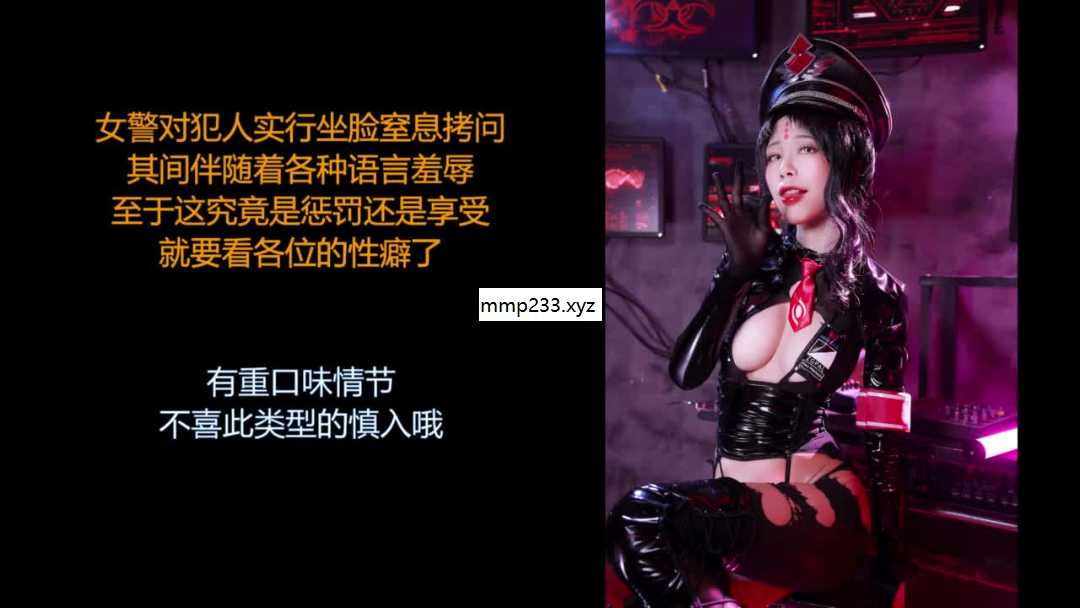 女警对犯人实行坐脸窒息拷问
其间伴随着各种语言羞辱
至于这究竟是惩罚还是享受
就要看各位的性癖了
mmp233.xyz
有重口味情节
不喜此类型的慎入哦